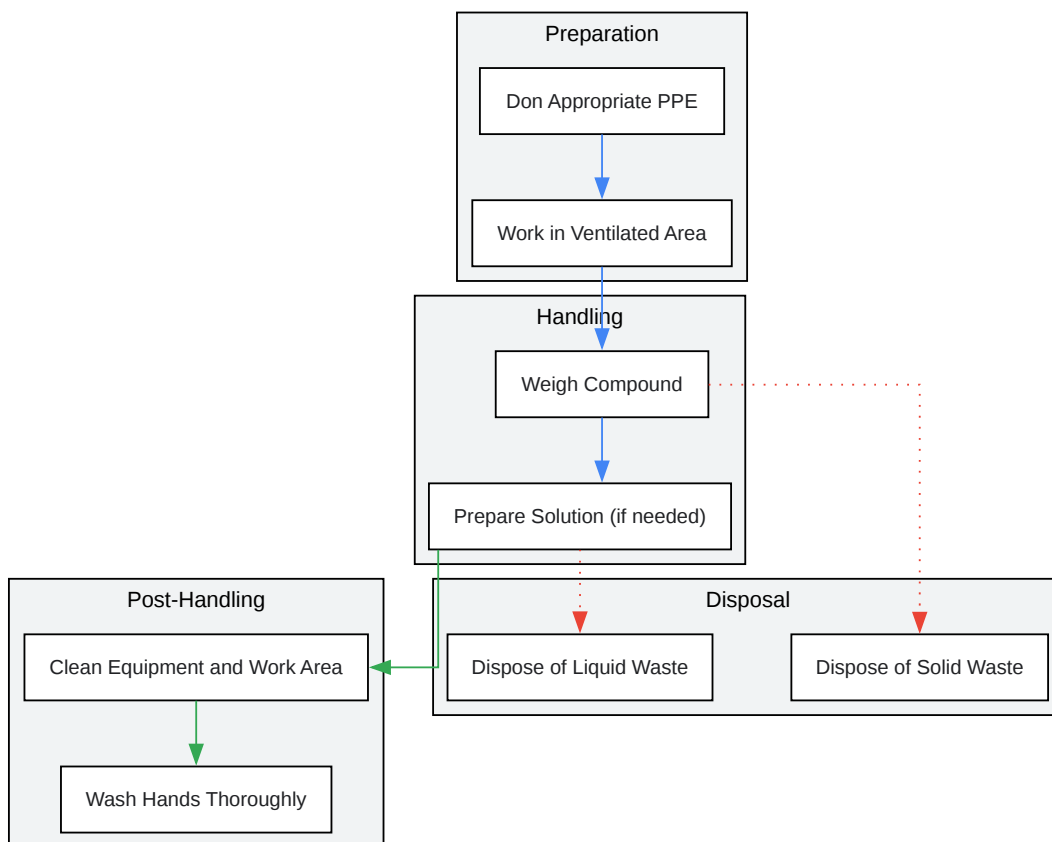 Preparation
Don Appropriate PPE
Work in Ventilated Area
Handling
Weigh Compound
Prepare Solution (if needed)
Post-Handling
Clean Equipment and Work Area
Wash Hands Thoroughly
Disposal
Dispose of Liquid Waste
Dispose of Solid Waste